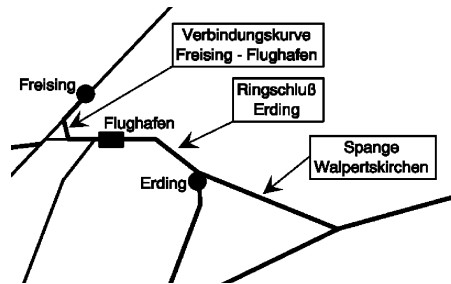 Verbindungskurve
Freising - Flughafen
Freising
Ringschluß
Erding
Flughafen
Spange
Walpertskirchen
Erding